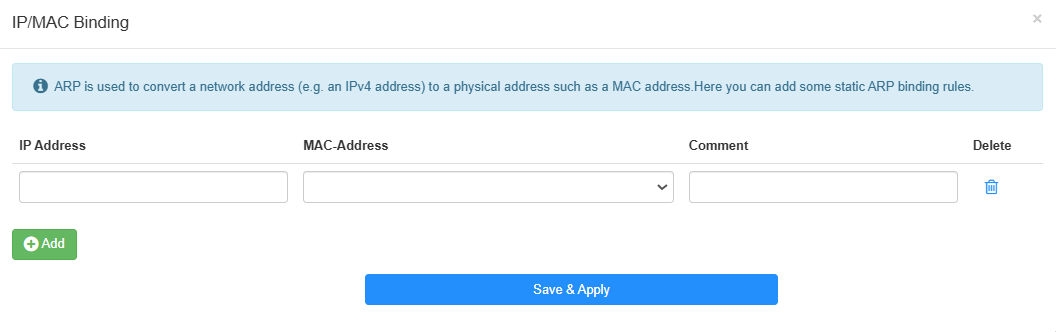 IP/MAC Binding
×
ARP is used to convert a network address (e.g. an IPv4 address) to a physical address such as a MAC address.Here you can add some static ARP binding rules.
IP Address MAC-Address Comment Delete
Add
Save & Apply